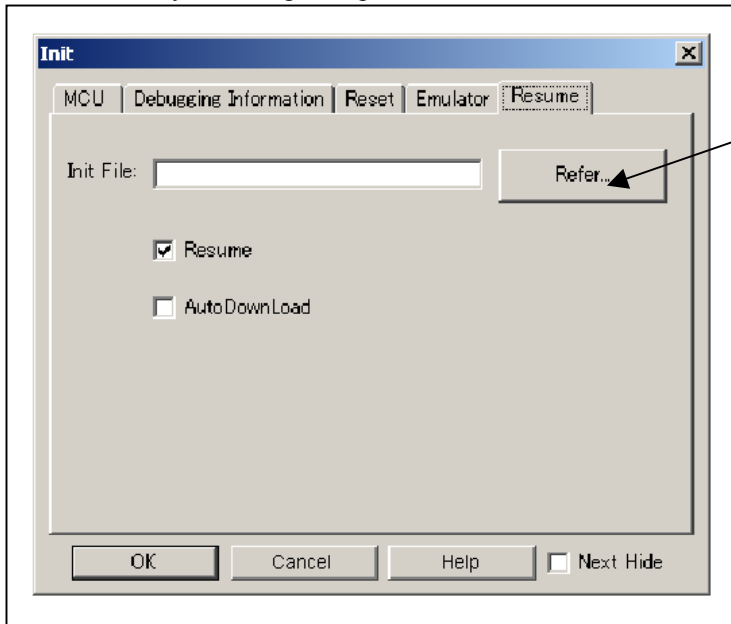 Init
MCU Debugging Information Reset Emulator Resume
Init File: Refer...
Resume
AutoDownLoad
OK Cancel Help Next Hide